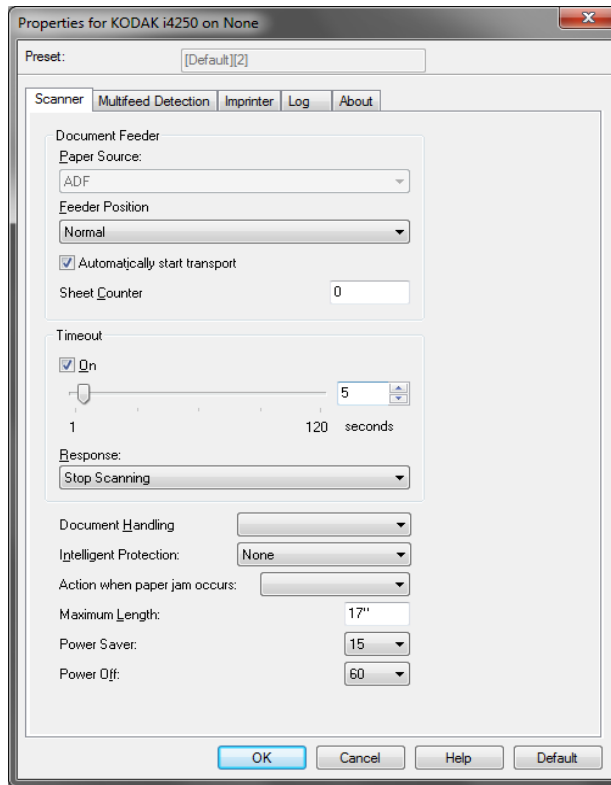 Properties for KODAK i4250 on None
Preset: [Default][2]
Scanner Multifeed Detection Imprinter Log About
Document Feeder
Paper Source:
ADF
Feeder Position
Normal
Automatically start transport
Sheet Counter 0
Timeout
On
5
1 120 seconds
Response:
Stop Scanning
Document Handling
Intelligent Protection: None
Action when paper jam occurs:
Maximum Length: 17"
Power Saver: 15
Power Off: 60
OK Cancel Help Default